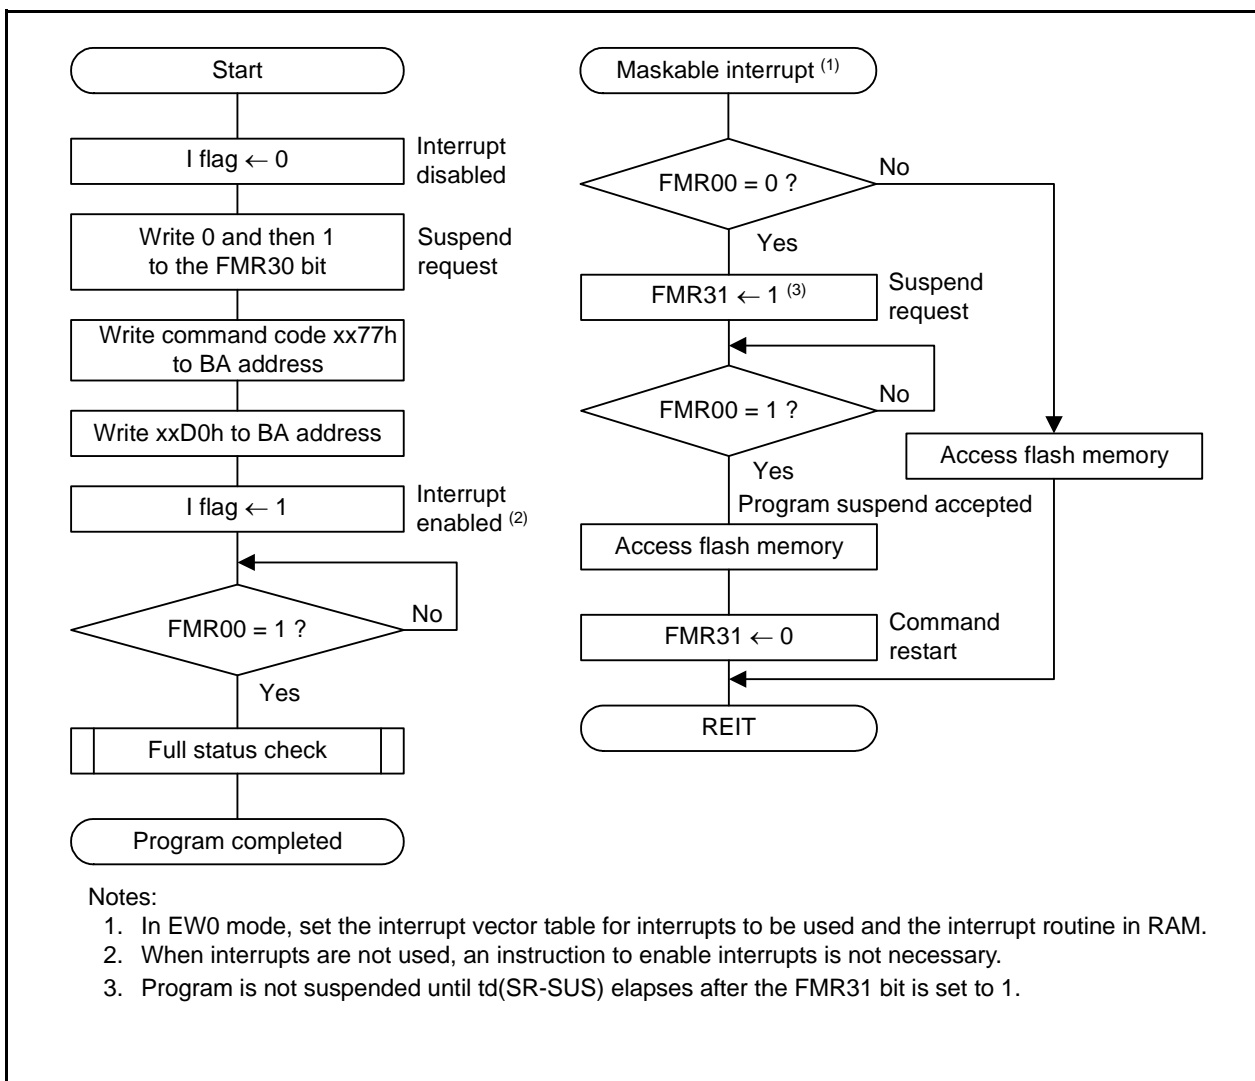 Start
I flag ← 0
Interrupt
disabled
Write 0 and then 1
to the FMR30 bit
Suspend
request
Write command code xx77h
to BA address
Write xxD0h to BA address
I flag ← 1
Interrupt
enabled (2)
FMR00 = 1 ?
No
Yes
Full status check
Program completed
Maskable interrupt (1)
FMR00 = 0 ?
No
Yes
FMR31 ← 1 (3)
Suspend
request
FMR00 = 1 ?
No
Yes
Program suspend accepted
Access flash memory
Access flash memory
FMR31 ← 0
Command
restart
REIT
Notes:
1. In EW0 mode, set the interrupt vector table for interrupts to be used and the interrupt routine in RAM.
2. When interrupts are not used, an instruction to enable interrupts is not necessary.
3. Program is not suspended until td(SR-SUS) elapses after the FMR31 bit is set to 1.